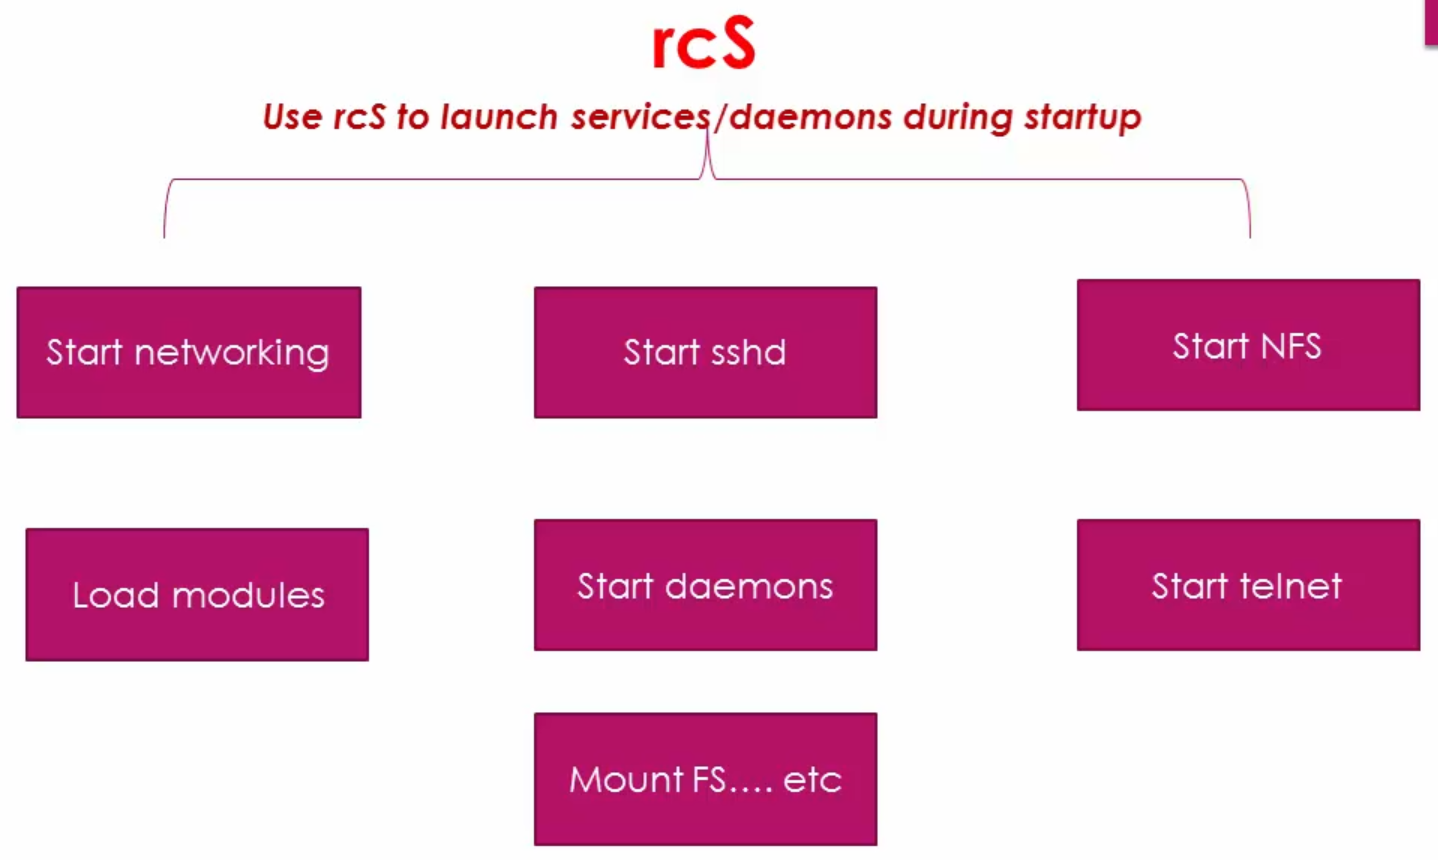 rcS
Use rcS to launch services/daemons during startup
Start networking
Start sshd
Start NFS
Load modules
Start daemons
Start telnet
Mount FS.... etc